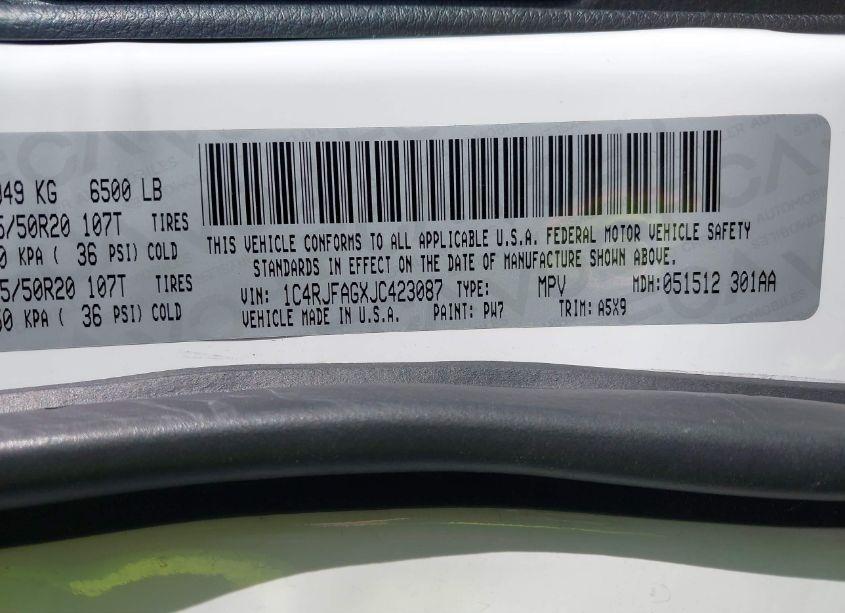 049 KG 6500 LB
5/50R20 107T TIRES
0 KPA ( 36 PSI) COLD
5/50R20 107T TIRES
50 KPA ( 36 PSI) COLD
THIS VEHICLE CONFORMS TO ALL APPLICABLE U.S.A. FEDERAL MOTOR VEHICLE SAFETY
STANDARDS IN EFFECT ON THE DATE OF MANUFACTURE SHOWN ABOVE.
VIN: 1C4RJFAGXJC423087 TYPE: MPV MDH: 051512 301AA
VEHICLE MADE IN U.S.A. PAINT: PW7 TRIM: A5X9